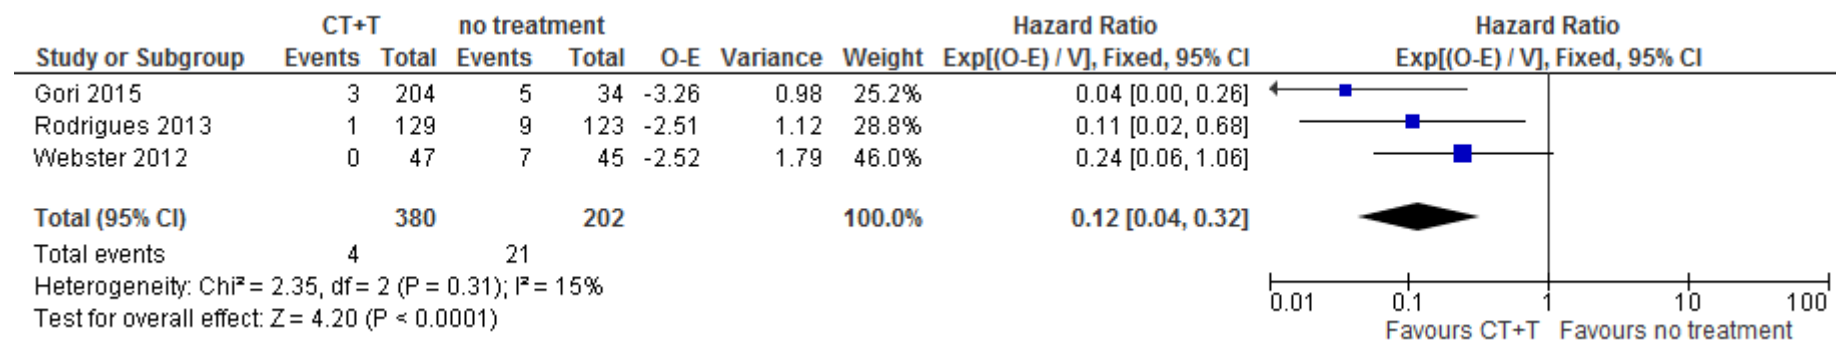 CT+T no treatment Hazard Ratio Hazard Ratio
Study or Subgroup Events Total Events Total O-E Variance Weight Exp[(O-E) / V], Fixed, 95% CI Exp[(O-E) / V], Fixed, 95% CI
Gori 2015 3 204 5 34 -3.26 0.98 25.2% 0.04 [0.00, 0.26]
Rodrigues 2013 1 129 9 123 -2.51 1.12 28.8% 0.11 [0.02, 0.68]
Webster 2012 0 47 7 45 -2.52 1.79 46.0% 0.24 [0.06, 1.06]
Total (95% CI) 380 202 100.0% 0.12 [0.04, 0.32]
Total events 4 21
Heterogeneity: Chi² = 2.35, df = 2 (P = 0.31); I² = 15%
Test for overall effect: Z = 4.20 (P < 0.0001)
0.01 0.1 1 10 100
Favours CT+T Favours no treatment